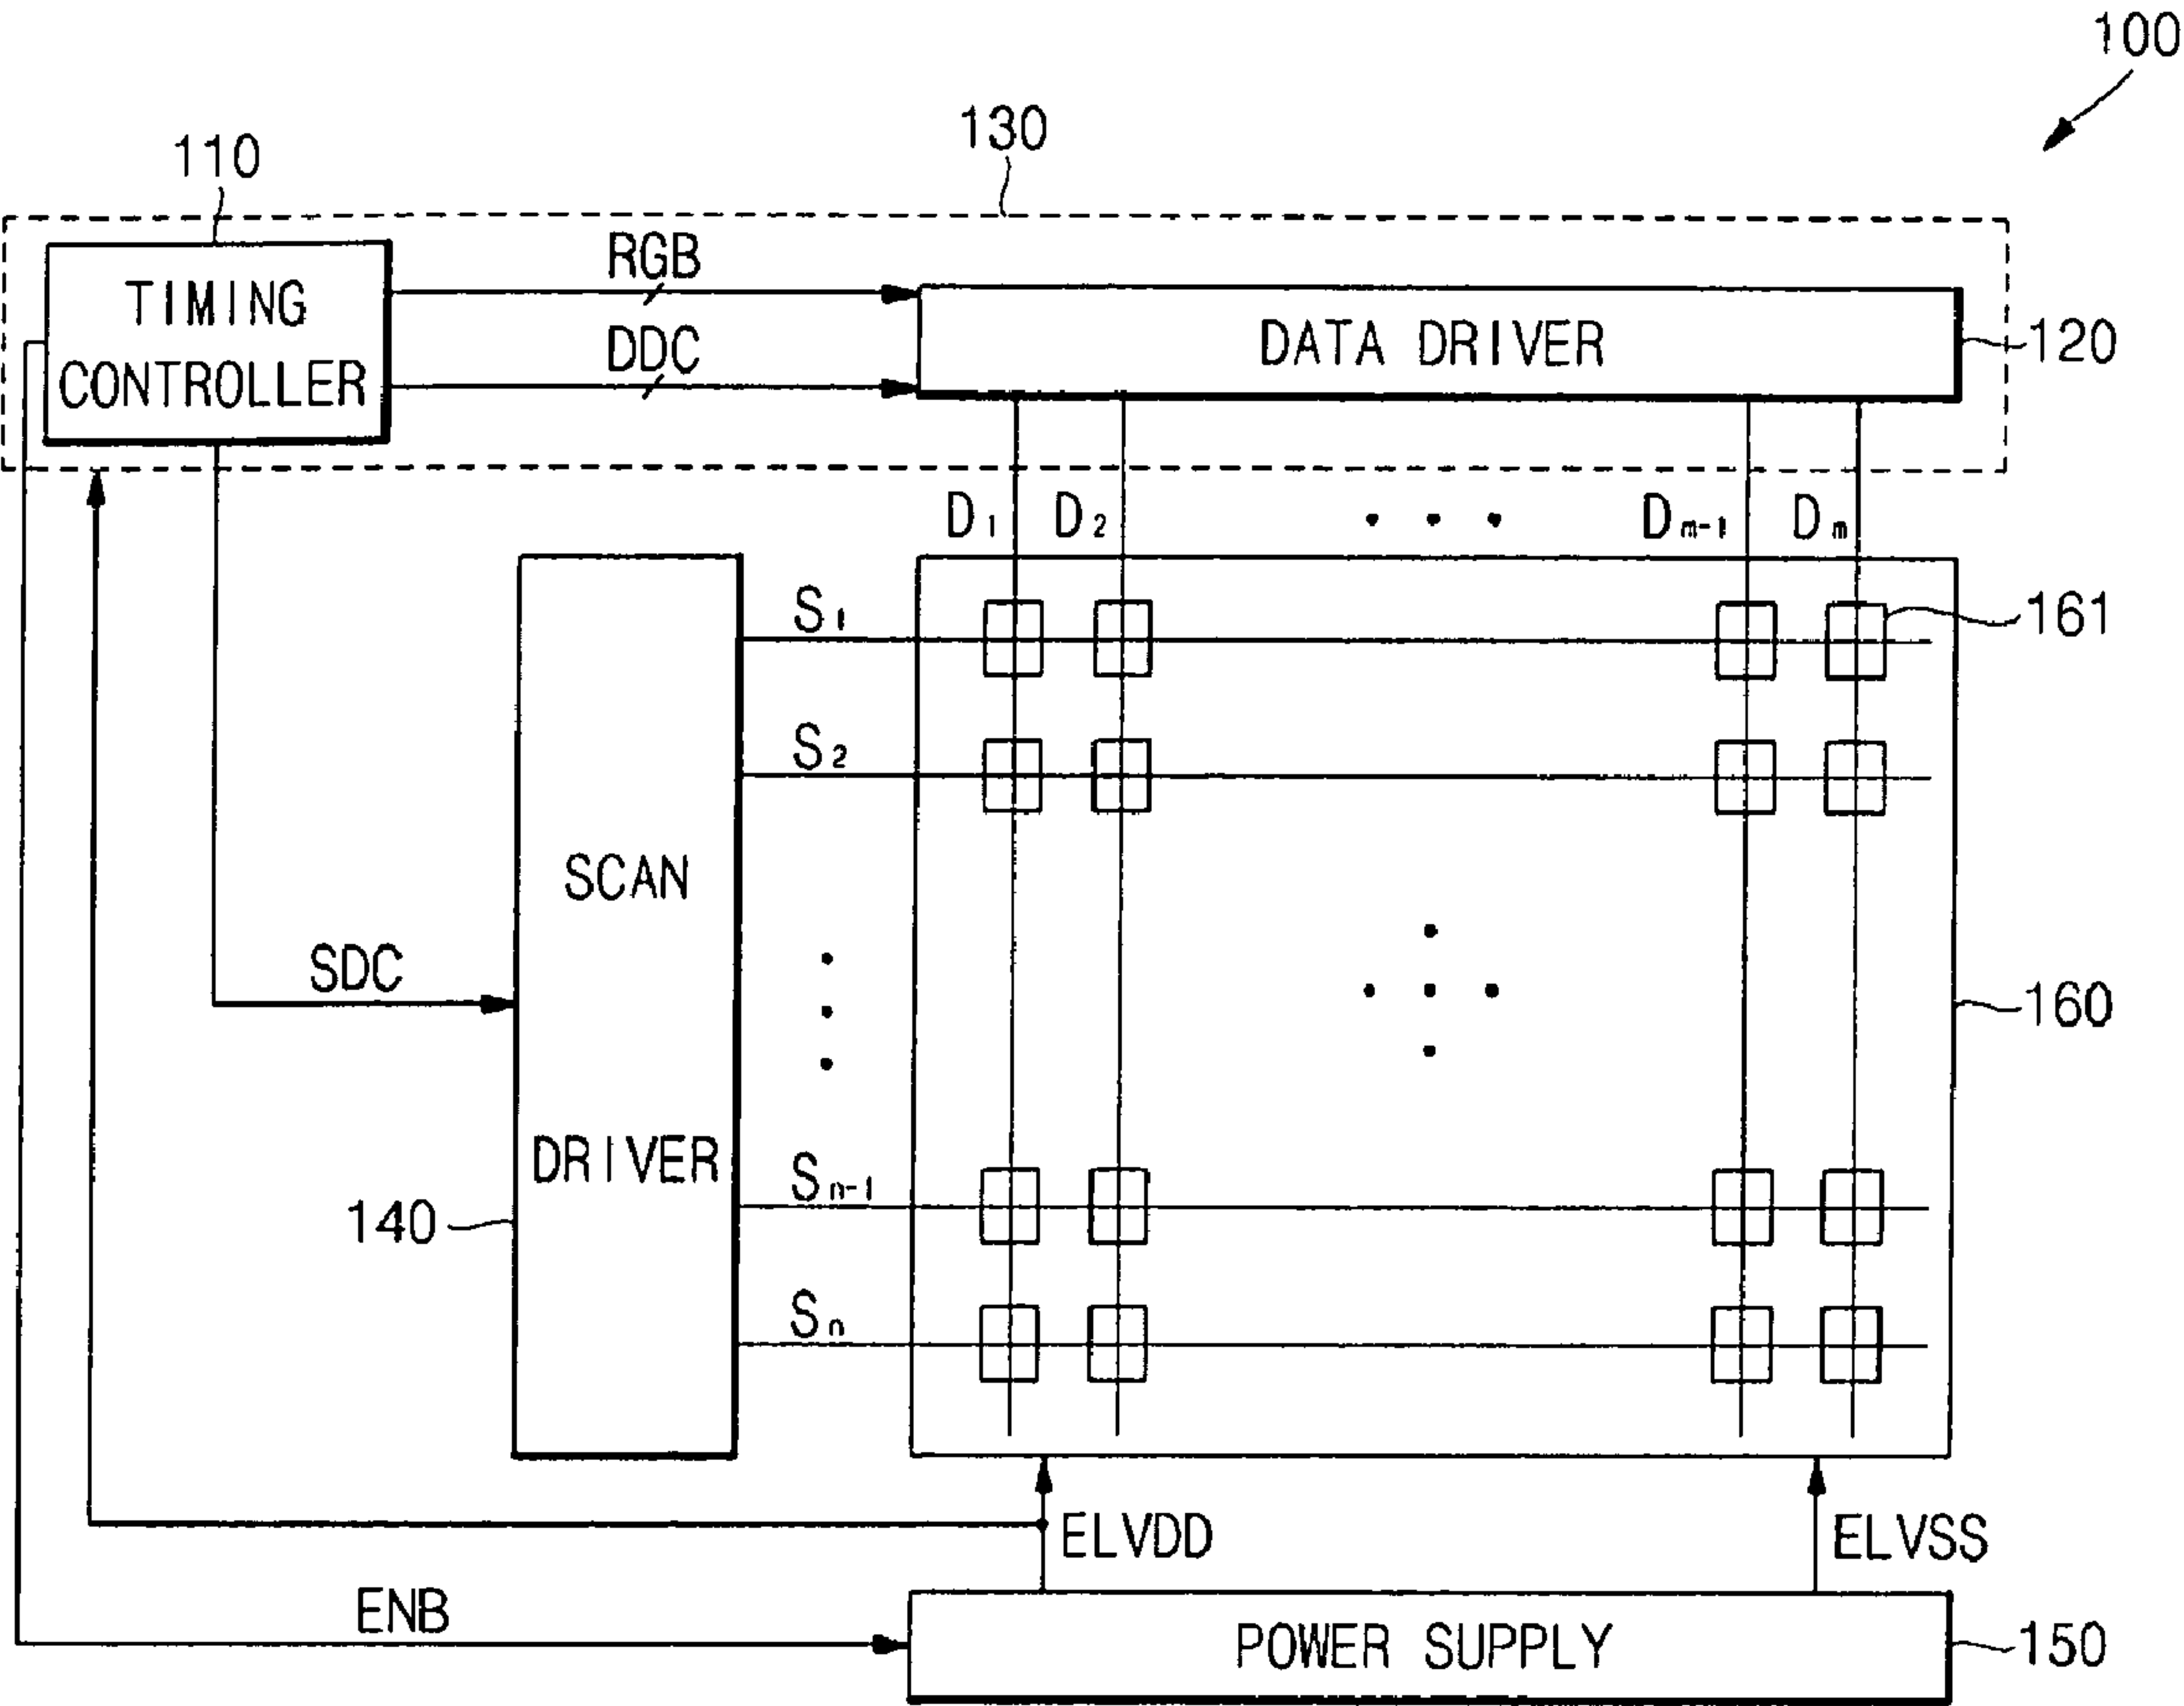 100
130
110
RGB
TIMING
CONTROLLER
DDC
DATA DRIVER
120
D1 D2 • • • Dm-1 Dm
S1
161
S2
SCAN
SDC
160
DRIVER
Sn-1
140
Sn
ELVDD
ELVSS
ENB
POWER SUPPLY
150